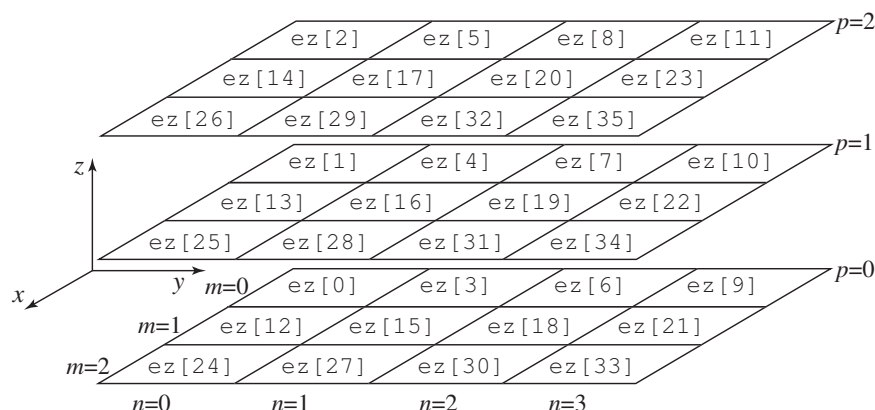 ez[2] ez[5] ez[8] ez[11] p=2
ez[14] ez[17] ez[20] ez[23]
ez[26] ez[29] ez[32] ez[35]
ez[1] ez[4] ez[7] ez[10] p=1
z
ez[13] ez[16] ez[19] ez[22]
ez[25] ez[28] ez[31] ez[34]
x y m=0 ez[0] ez[3] ez[6] ez[9] p=0
m=1 ez[12] ez[15] ez[18] ez[21]
m=2 ez[24] ez[27] ez[30] ez[33]
n=0 n=1 n=2 n=3